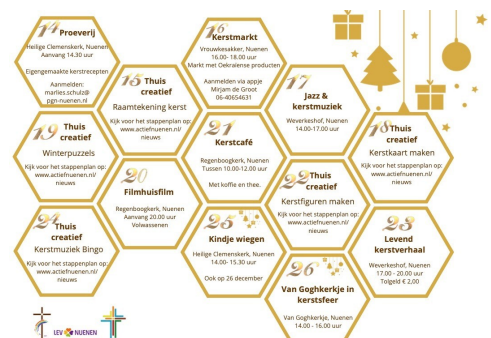 14 Proeverij
Heilige Clemenskerk, Nuenen
Aanvang 14.30 uur
Eigengemaakte kerstrecepten
Aanmelden:
marlies.schulz@
pgn-nuenen.nl
15 Thuis
creatief
Raamtekening kerst
Kijk voor het stappenplan op:
www.actiefnuenen.nl/
nieuws
16
Kerstmarkt
Vrouwkesakker, Nuenen
16.00- 18.00 uur
Markt met Oekraïense producten
Aanmelden via appje
Mirjam de Groot
06-40654631
17
Jazz &
kerstmuziek
Weverkeshof, Nuenen
14.00-17.00 uur
18 Thuis
creatief
Kerstkaart maken
Kijk voor het stappenplan op:
www.actiefnuenen.nl/
nieuws
19 Thuis
creatief
Winterpuzzels
Kijk voor het stappenplan op:
www.actiefnuenen.nl/
nieuws
20
Filmhuisfilm
Regenboogkerk, Nuenen
Aanvang 20.00 uur
Volwassenen
21
Kerstcafé
Regenboogkerk, Nuenen
Tussen 10.00-12.00 uur
Met koffie en thee.
22 Thuis
creatief
Kerstfiguren maken
Kijk voor het stappenplan op:
www.actiefnuenen.nl/
nieuws
23
Levend
kerstverhaal
Weverkeshof, Nuenen
17.00 - 20.00 uur
Tolgeld € 2,00
24 Thuis
creatief
Kerstmuziek Bingo
Kijk voor het stappenplan op:
www.actiefnuenen.nl/
nieuws
25
Kindje wiegen
Heilige Clemenskerk, Nuenen
14.00- 15.30 uur
Ook op 26 december
26
Van Goghkerkje in
kerstsfeer
Van Goghkerkje, Nuenen
14.00 - 16.00 uur
LEV NUENEN